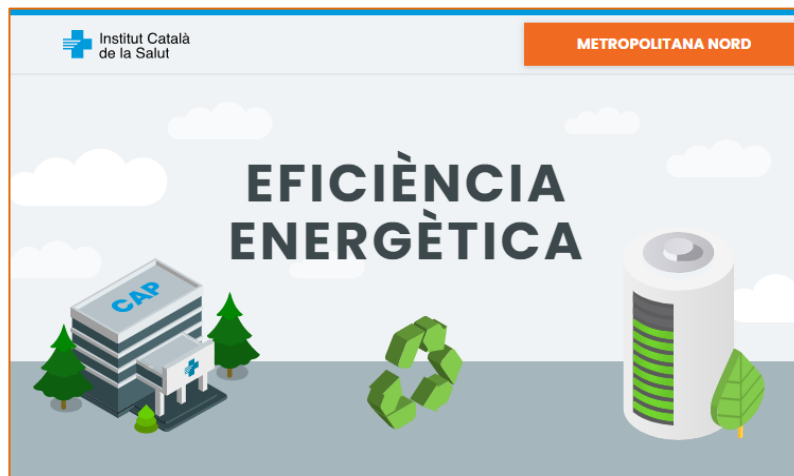 Institut Català
de la Salut
METROPOLITANA NORD
EFICIÈNCIA
ENERGÈTICA
CAP